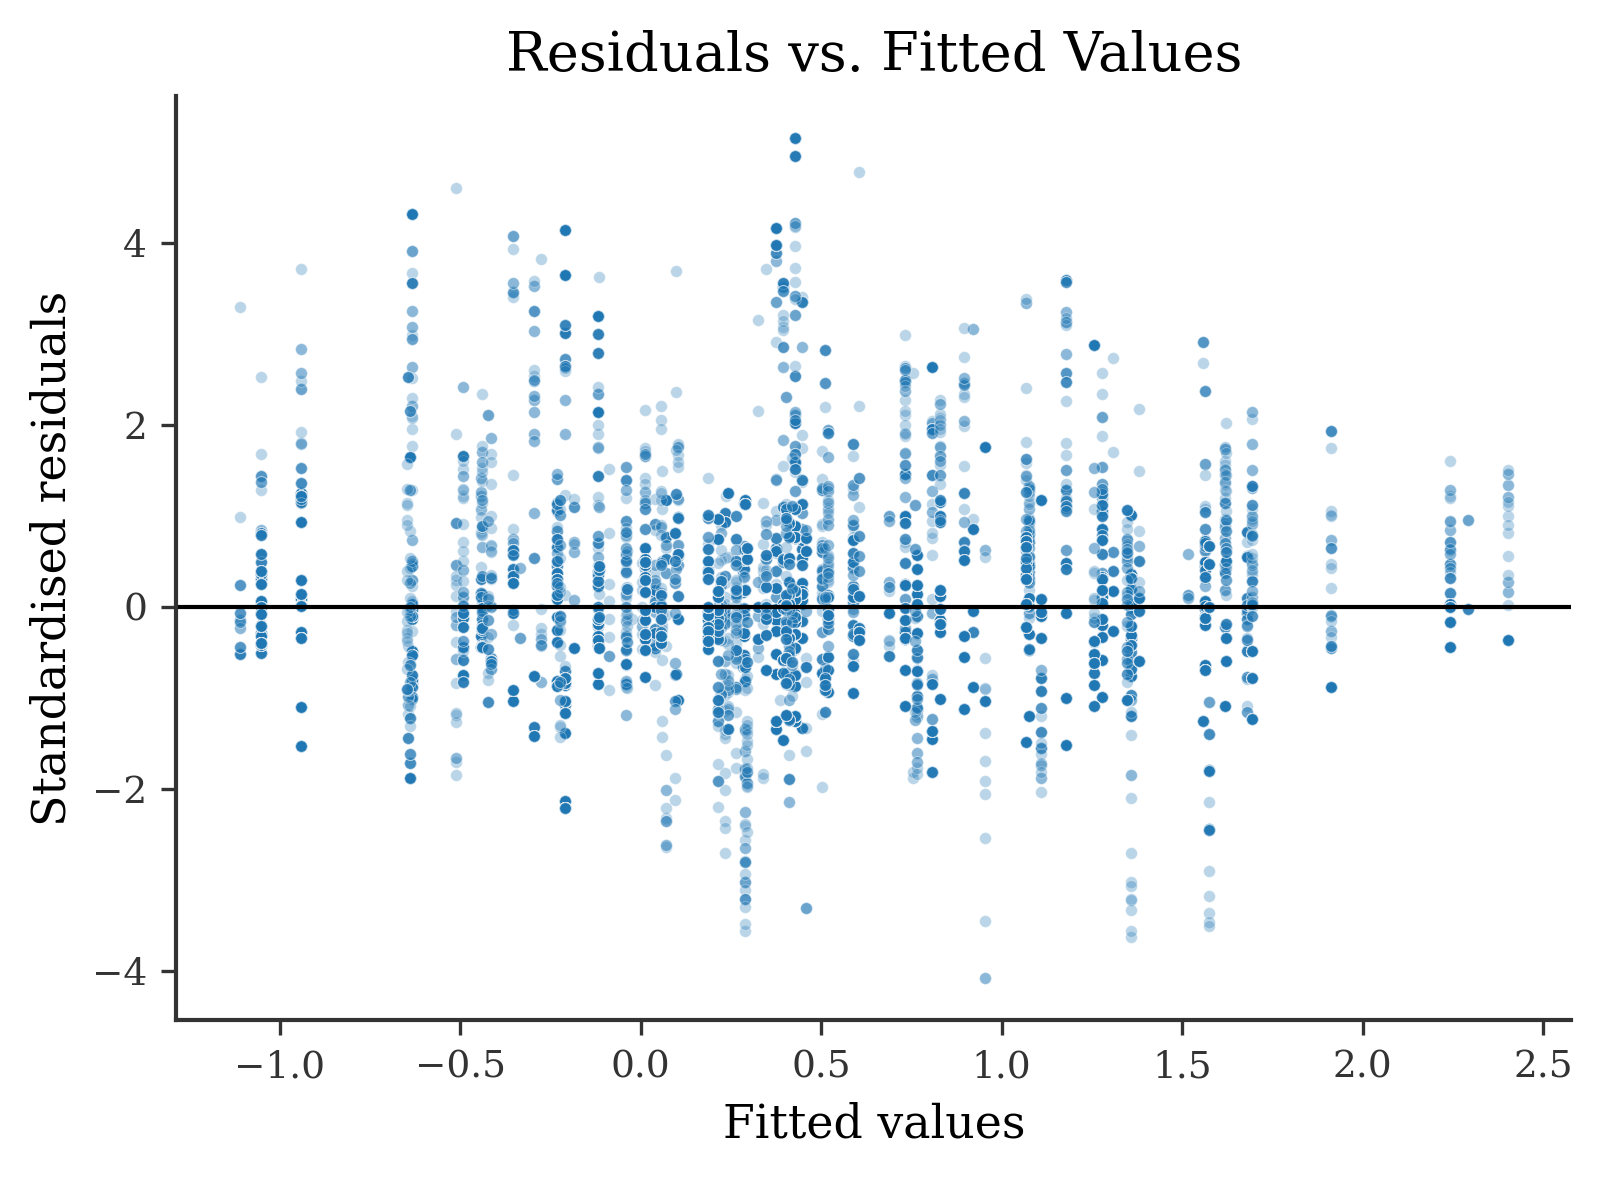 Residuals vs. Fitted Values
Standardised residuals
4
2
0
−2
−4
−1.0 −0.5 0.0 0.5 1.0 1.5 2.0 2.5
Fitted values